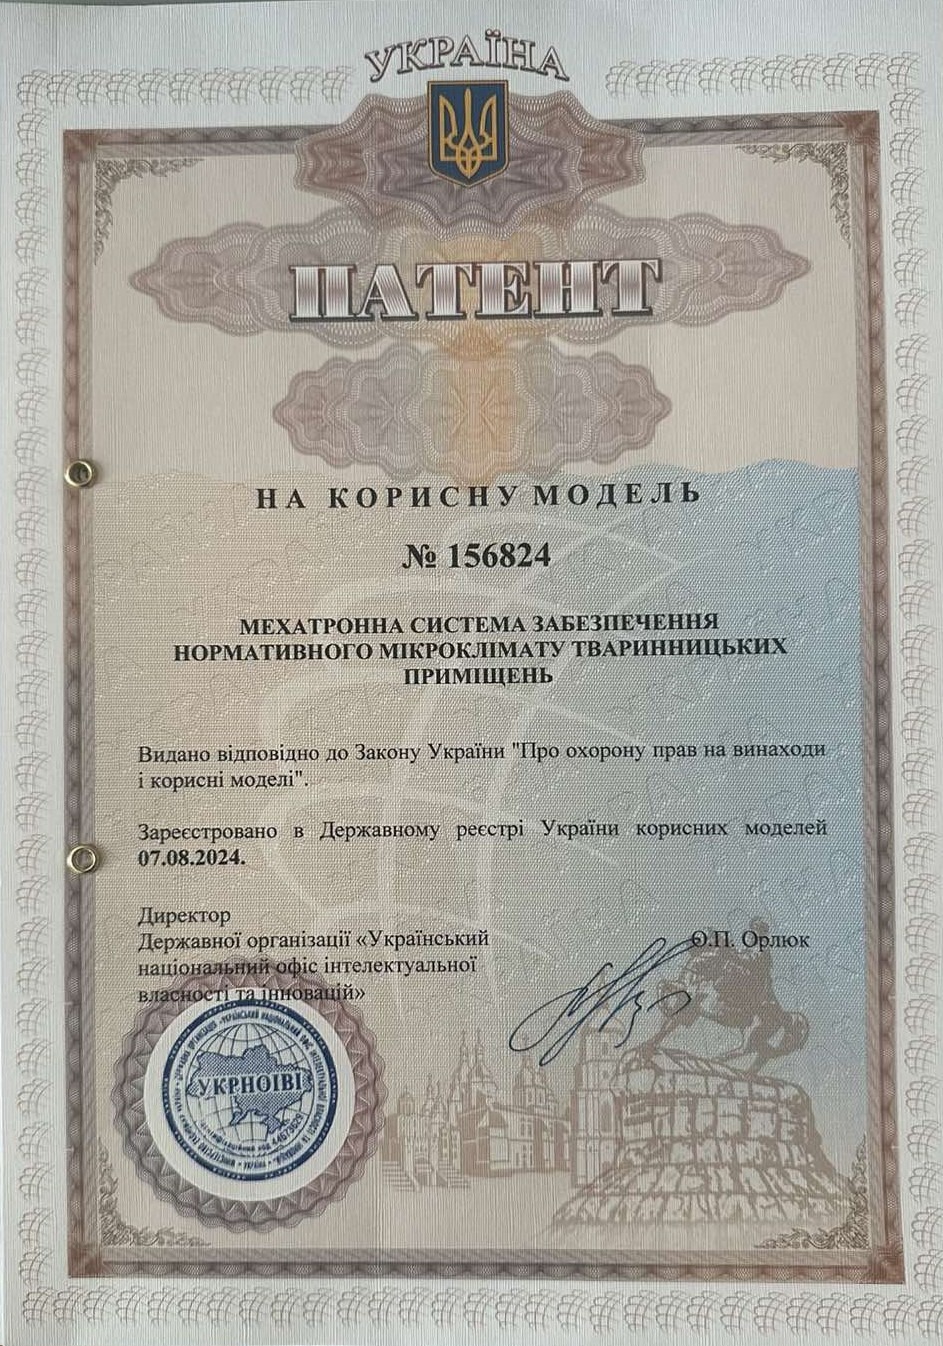 УКРАЇНА
ПАТЕНТ
НА КОРИСНУ МОДЕЛЬ
№ 156824
МЕХАТРОННА СИСТЕМА ЗАБЕЗПЕЧЕННЯ
НОРМАТИВНОГО МІКРОКЛІМАТУ ТВАРИННИЦЬКИХ
ПРИМІЩЕНЬ
Видано відповідно до Закону України "Про охорону прав на винаходи
і корисні моделі".
Зареєстровано в Державному реєстрі України корисних моделей
07.08.2024.
Директор
Державної організації «Український
національний офіс інтелектуальної
власності та інновацій»
О.П. Орлюк
УКРНОІВІ